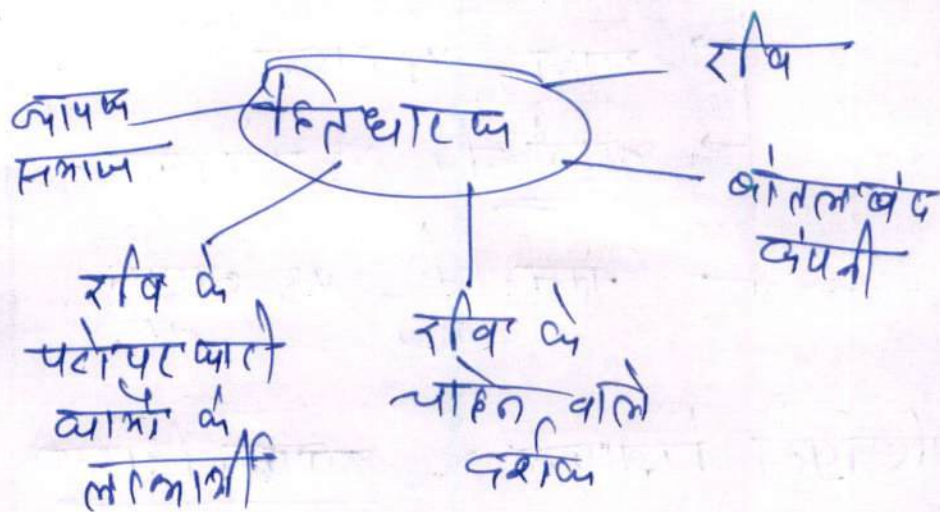 हितधारक
रवि
बोतलबंद
कंपनी
रवि के
चाहने वाले
दर्शक
रवि के
परोपकारी
कार्यों के
लाभार्थी
व्यापक
समाज